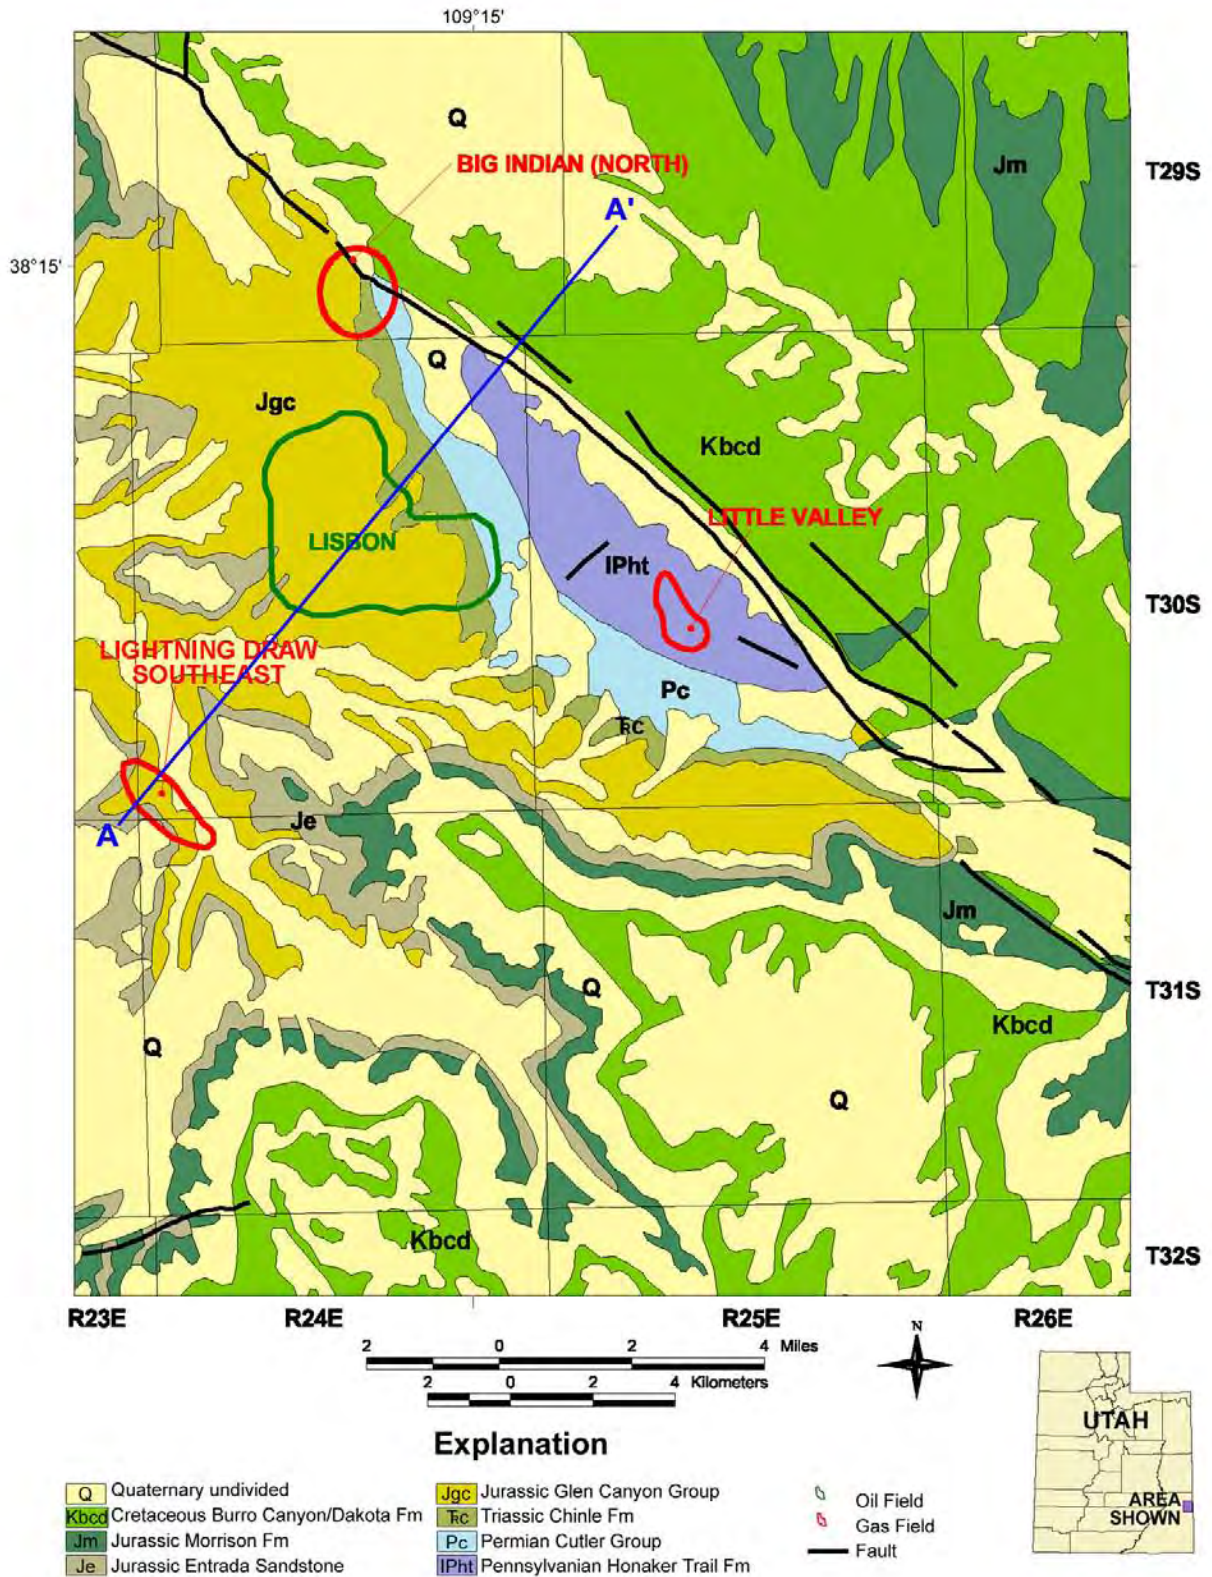 109°15'
Q
BIG INDIAN (NORTH)
Jm
T29S
A'
38°15'
Q
Jgc
Kbcd
LITTLE VALLEY
LISBON
IPht
T30S
LIGHTNING DRAW
SOUTHEAST
Pc
TRc
A
Je
Jm
Q
T31S
Kbcd
Q
Q
Kbcd
T32S
R23E
R24E
R25E
R26E
N
2 0 2 4 Miles
2 0 2 4 Kilometers
UTAH
AREA
SHOWN
Explanation
Q Quaternary undivided
Kbcd Cretaceous Burro Canyon/Dakota Fm
Jm Jurassic Morrison Fm
Je Jurassic Entrada Sandstone
Jgc Jurassic Glen Canyon Group
TRc Triassic Chinle Fm
Pc Permian Cutler Group
IPht Pennsylvanian Honaker Trail Fm
Oil Field
Gas Field
Fault